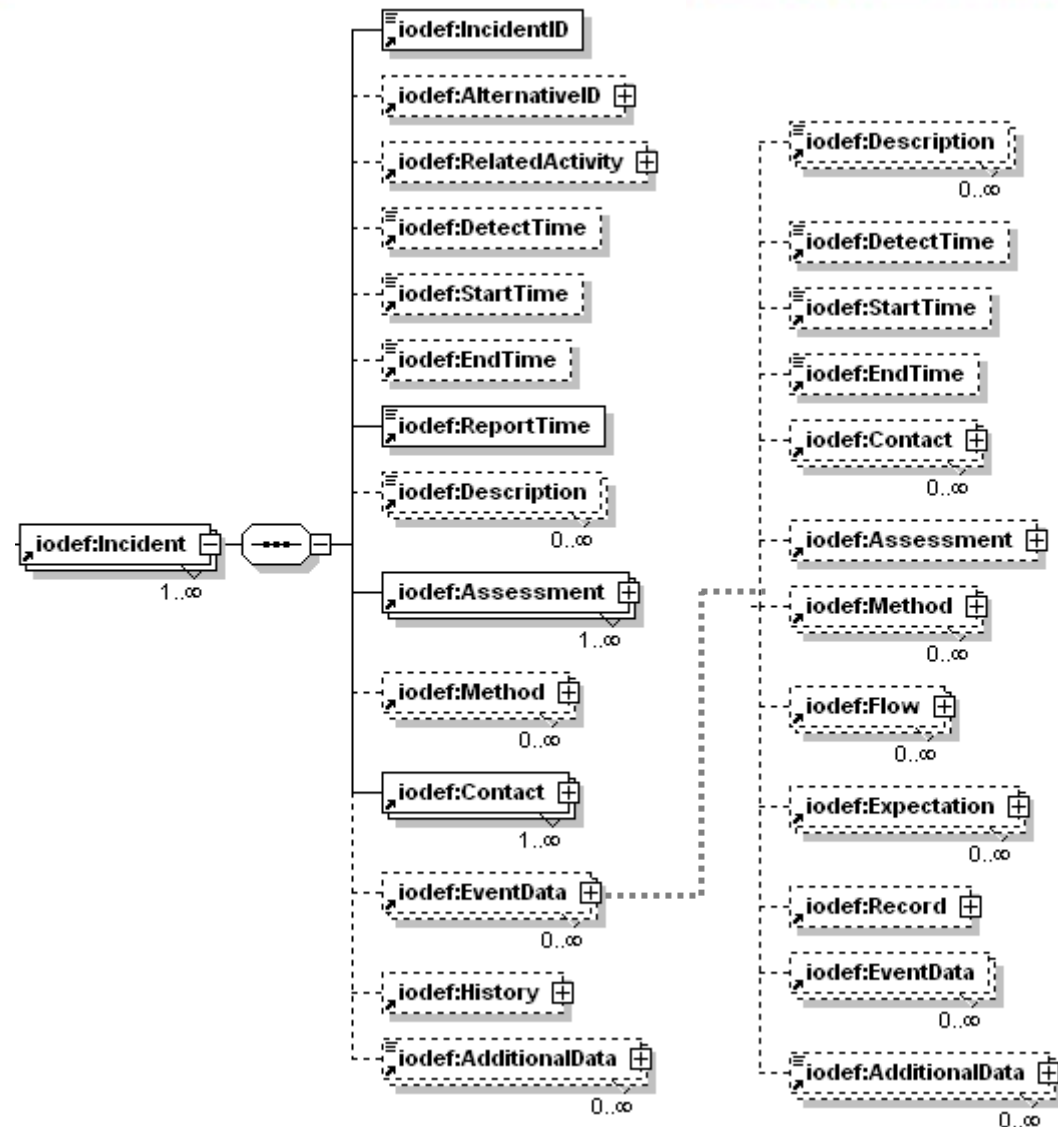 iodef:Incident
1..∞
iodef:IncidentID
iodef:AlternativeID
iodef:RelatedActivity
iodef:DetectTime
iodef:StartTime
iodef:EndTime
iodef:ReportTime
iodef:Description
0..∞
iodef:Assessment
1..∞
iodef:Method
0..∞
iodef:Contact
1..∞
iodef:EventData
0..∞
iodef:History
iodef:AdditionalData
0..∞
iodef:Description
0..∞
iodef:DetectTime
iodef:StartTime
iodef:EndTime
iodef:Contact
0..∞
iodef:Assessment
iodef:Method
0..∞
iodef:Flow
0..∞
iodef:Expectation
0..∞
iodef:Record
iodef:EventData
0..∞
iodef:AdditionalData
0..∞